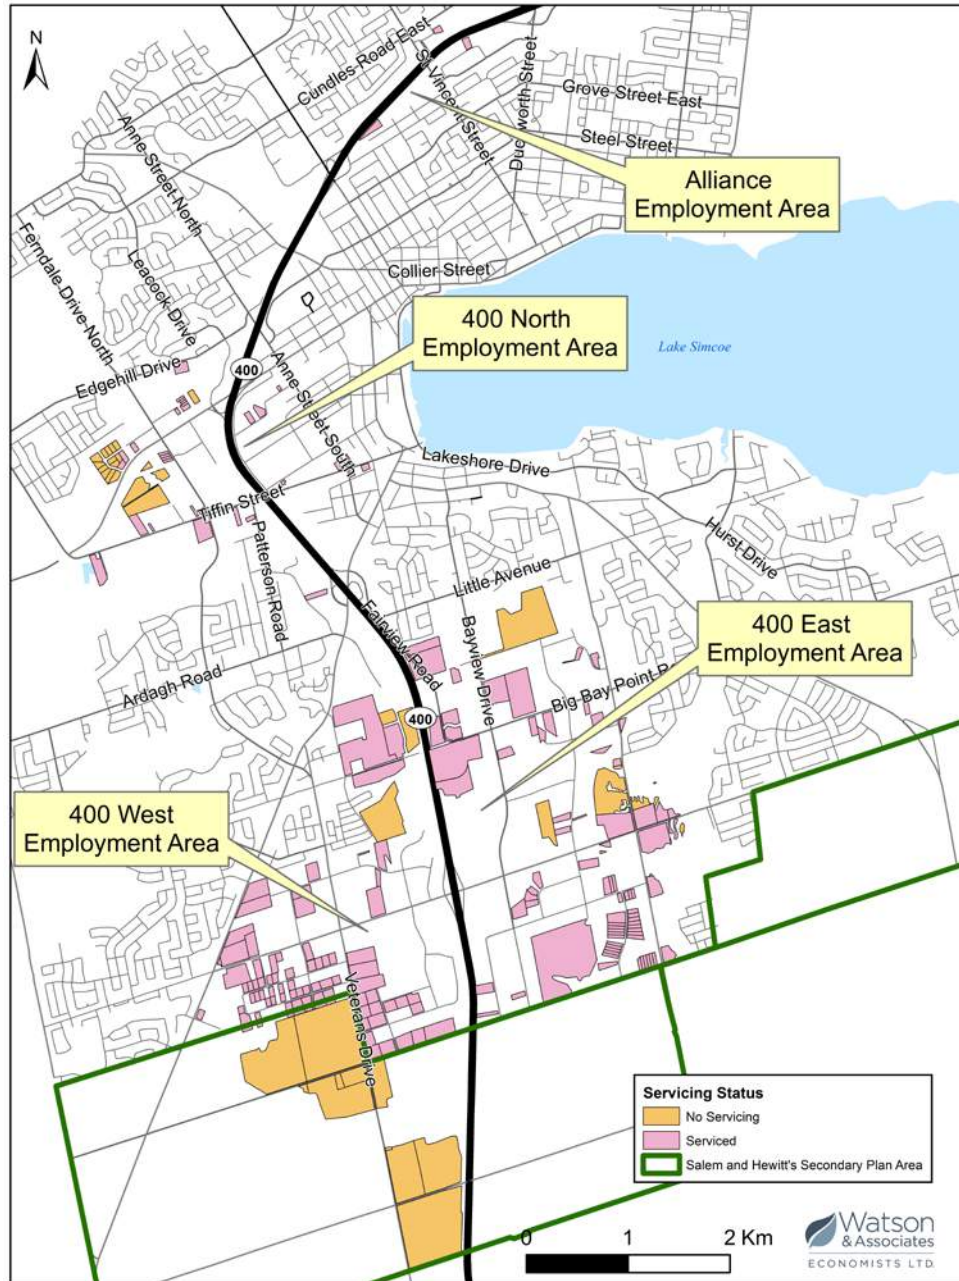 N
Cundles Road East
St Vincent Street
Duckworth Street
Grove Street East
Steel Street
Anne Street North
Alliance
Employment Area
Ferndale Drive North
Leacock Drive
Collier Street
400 North
Employment Area
Lake Simcoe
Edgehill Drive
400
Anne Street South
Lakeshore Drive
Tiffin Street
Hurst Drive
Patterson Road
Little Avenue
Fairview Road
Bayview Drive
400 East
Employment Area
Ardagh Road
Big Bay Point
400
400 West
Employment Area
Veterans Drive
Servicing Status
No Servicing
Serviced
Salem and Hewitt's Secondary Plan Area
0 1 2 Km
Watson
& Associates
ECONOMISTS LTD.